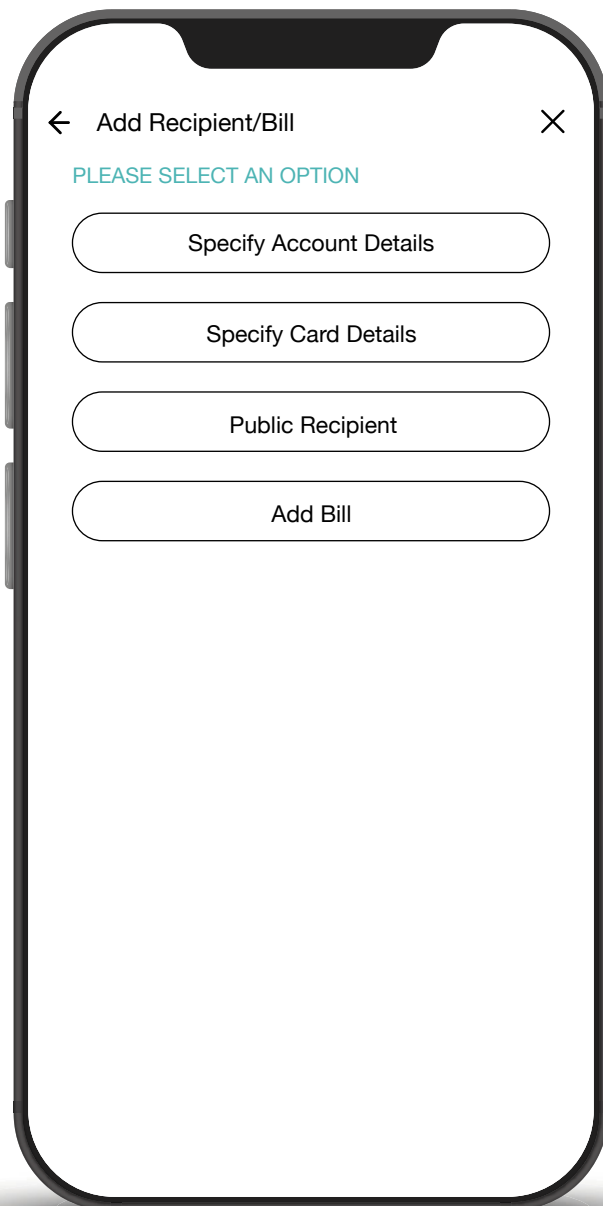 Add Recipient/Bill
PLEASE SELECT AN OPTION
Specify Account Details
Specify Card Details
Public Recipient
Add Bill